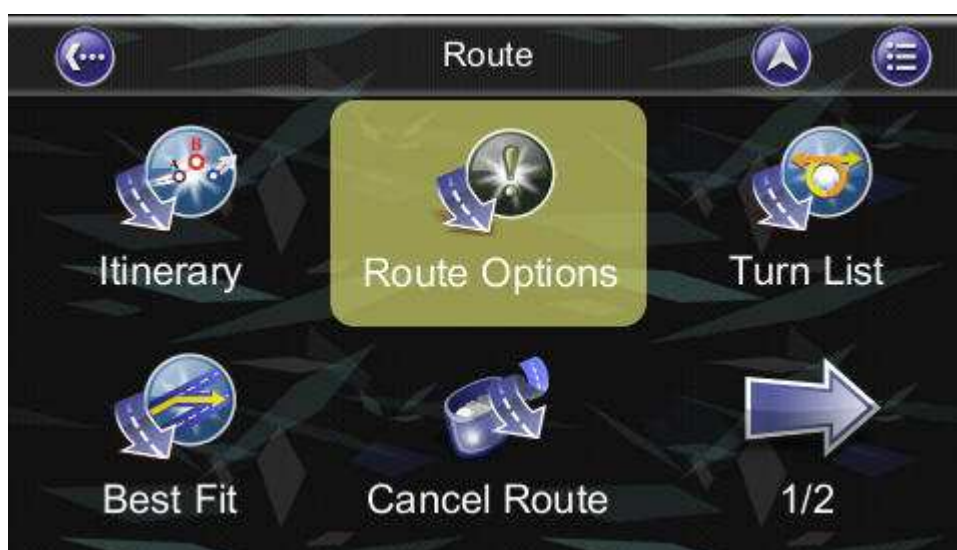 Route
B
Itinerary
Route Options
Turn List
Best Fit
Cancel Route
1/2